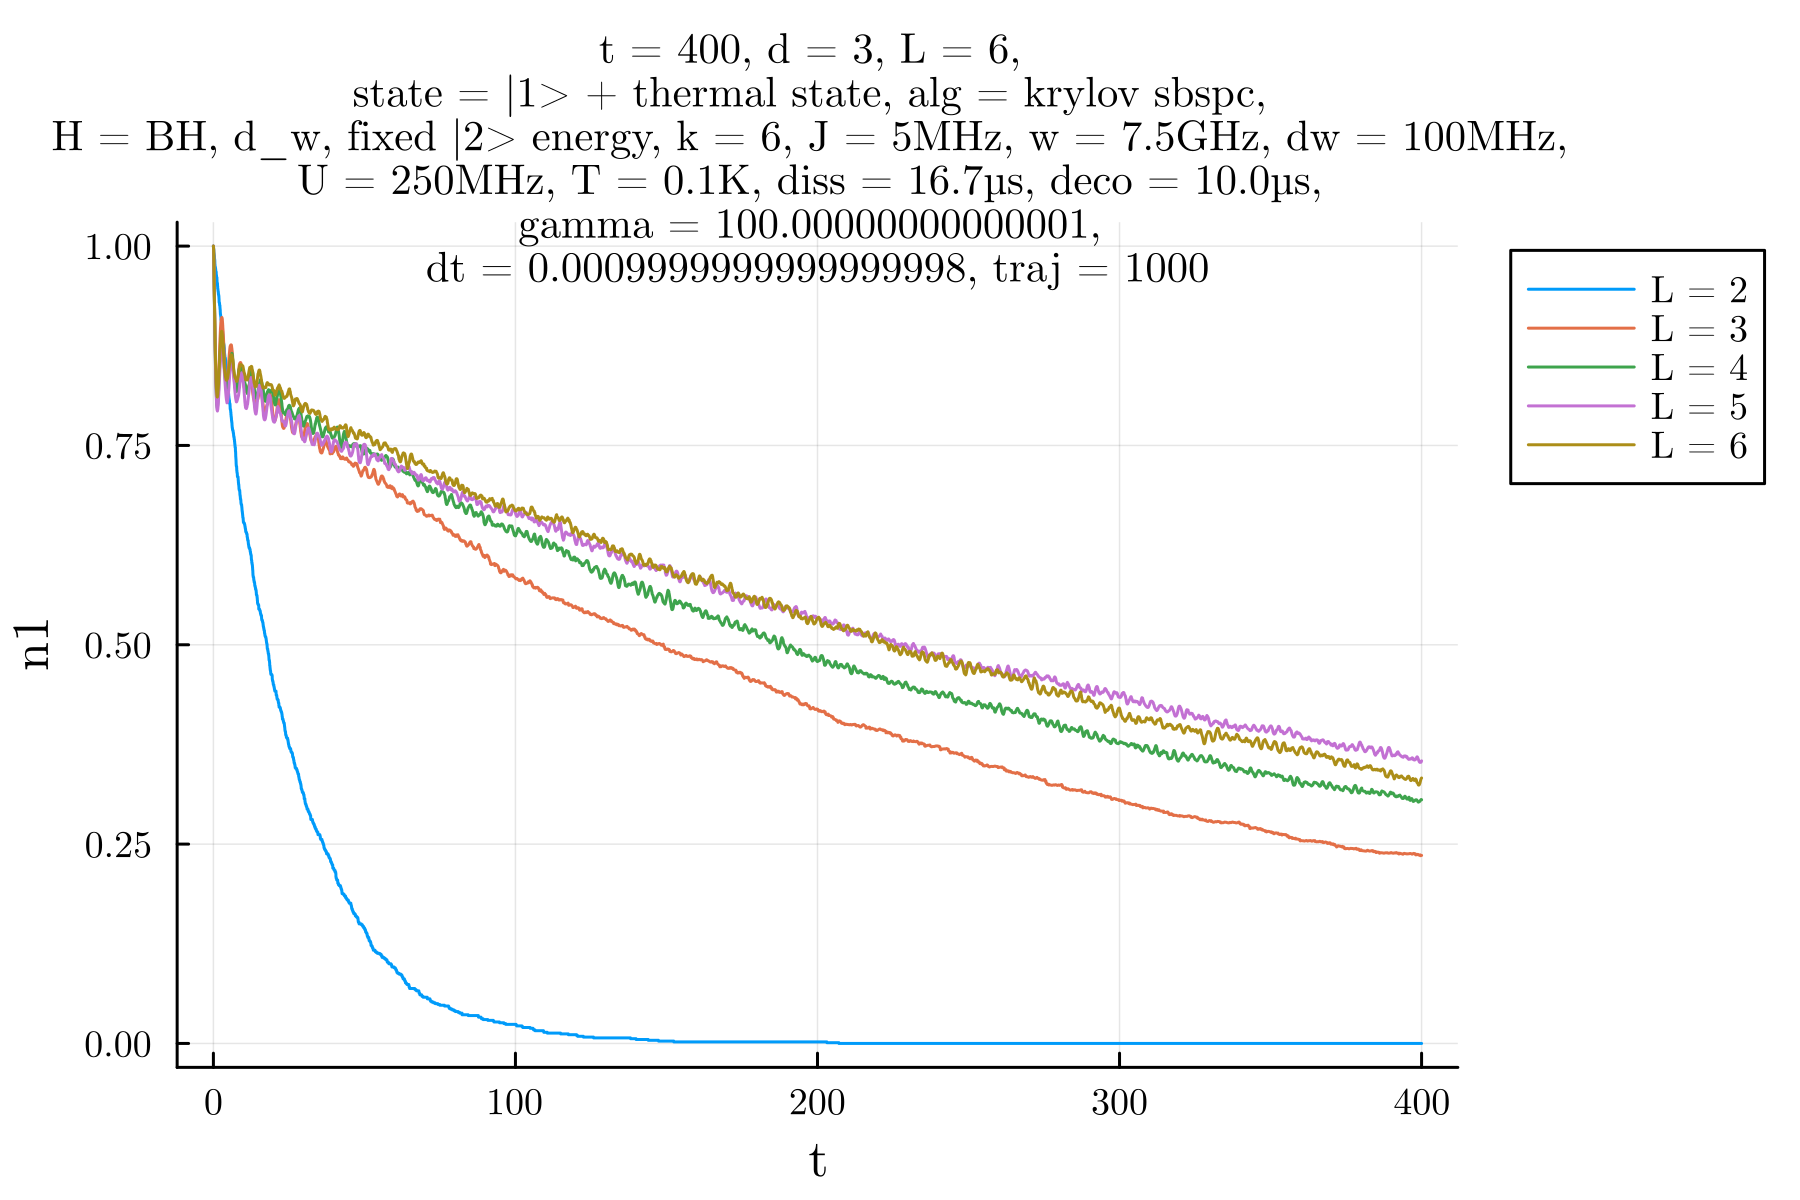 t = 400, d = 3, L = 6,
state = |1> + thermal state, alg = krylov sbspc,
H = BH, d_w, fixed |2> energy, k = 6, J = 5MHz, w = 7.5GHz, dw = 100MHz,
U = 250MHz, T = 0.1K, diss = 16.7µs, deco = 10.0µs,
gamma = 100.00000000000001,
dt = 0.0009999999999999998, traj = 1000
1.00
0.75
0.50
0.25
0.00
n1
0 100 200 300 400
t
L = 2
L = 3
L = 4
L = 5
L = 6